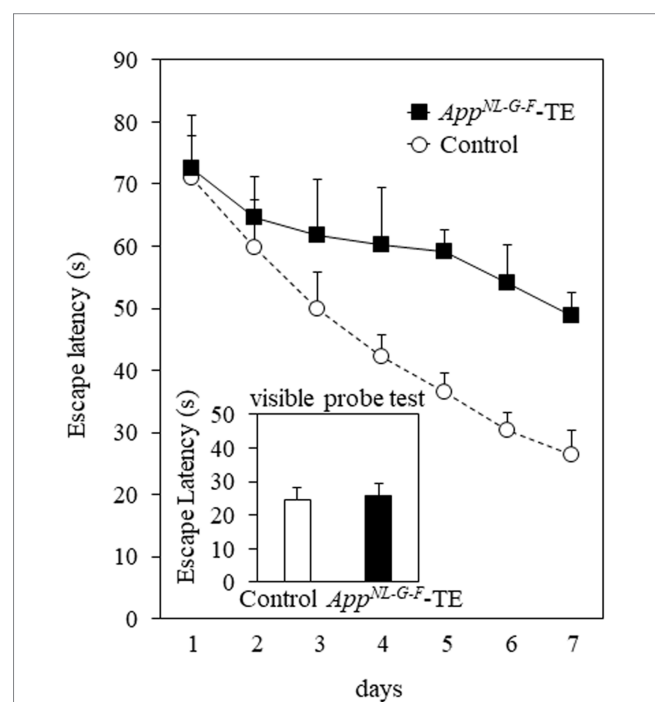 90
80
70
60
50
40
30
20
10
0
Escape latency (s)
App^NL-G-F-TE
Control
visible probe test
50
40
30
20
10
0
Escape Latency (s)
Control App^NL-G-F-TE
1 2 3 4 5 6 7
days